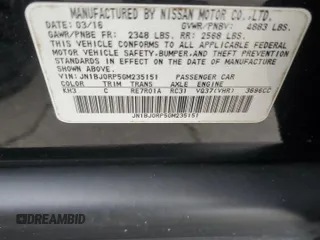 MANUFACTURED BY NISSAN MOTOR CO., LTD.
DATE: 03/16 GVWR/PNBV: 4683 LBS.
GAWR/PNBE FR: 2348 LBS. RR: 2568 LBS.
THIS VEHICLE CONFORMS TO ALL APPLICABLE FEDERAL
MOTOR VEHICLE SAFETY, BUMPER, AND THEFT PREVENTION
STANDARDS IN EFFECT ON THE DATE OF MANUFACTURE
SHOWN ABOVE.
VIN: JN1BJ0RP5GM235151 PASSENGER CAR
COLOR TRIM TRANS AXLE ENGINE
KH3 C RE7R01A RC31 VQ37(VHR) 3696CC
JN1BJ0RP5GM235151
©DREAMBID